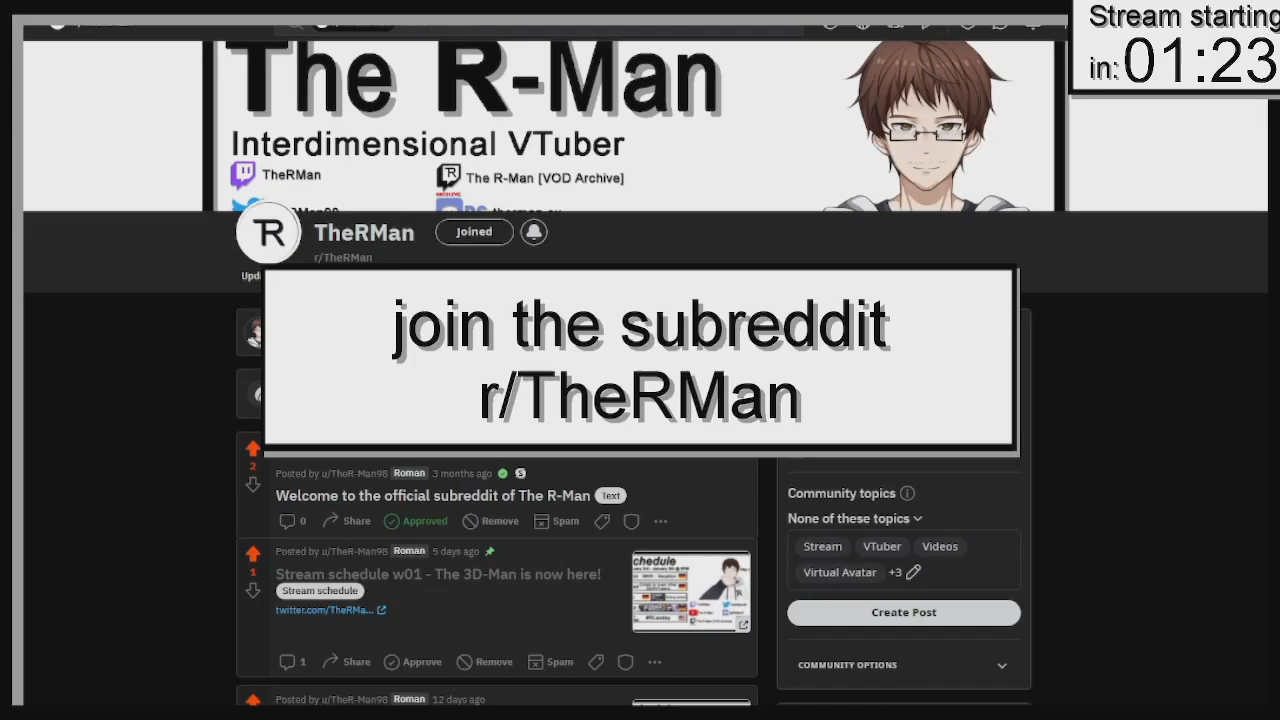 Stream starting
in: 01:23
The R-Man
Interdimensional VTuber
TheRMan
The R-Man [VOD Archive]
TR
TheRMan
Joined
r/TheRMan
join the subreddit
r/TheRMan
2
Posted by u/TheR-Man98 Roman 3 months ago
Welcome to the official subreddit of The R-Man Text
0 Share Approved Remove Spam
Posted by u/TheR-Man98 Roman 5 days ago
1
Stream schedule w01 - The 3D-Man is now here!
Stream schedule
twitter.com/TheRMa...
1 Share Approve Remove Spam
Posted by u/TheR-Man98 Roman 12 days ago
Community topics
None of these topics
Stream VTuber Videos
Virtual Avatar +3
Create Post
COMMUNITY OPTIONS